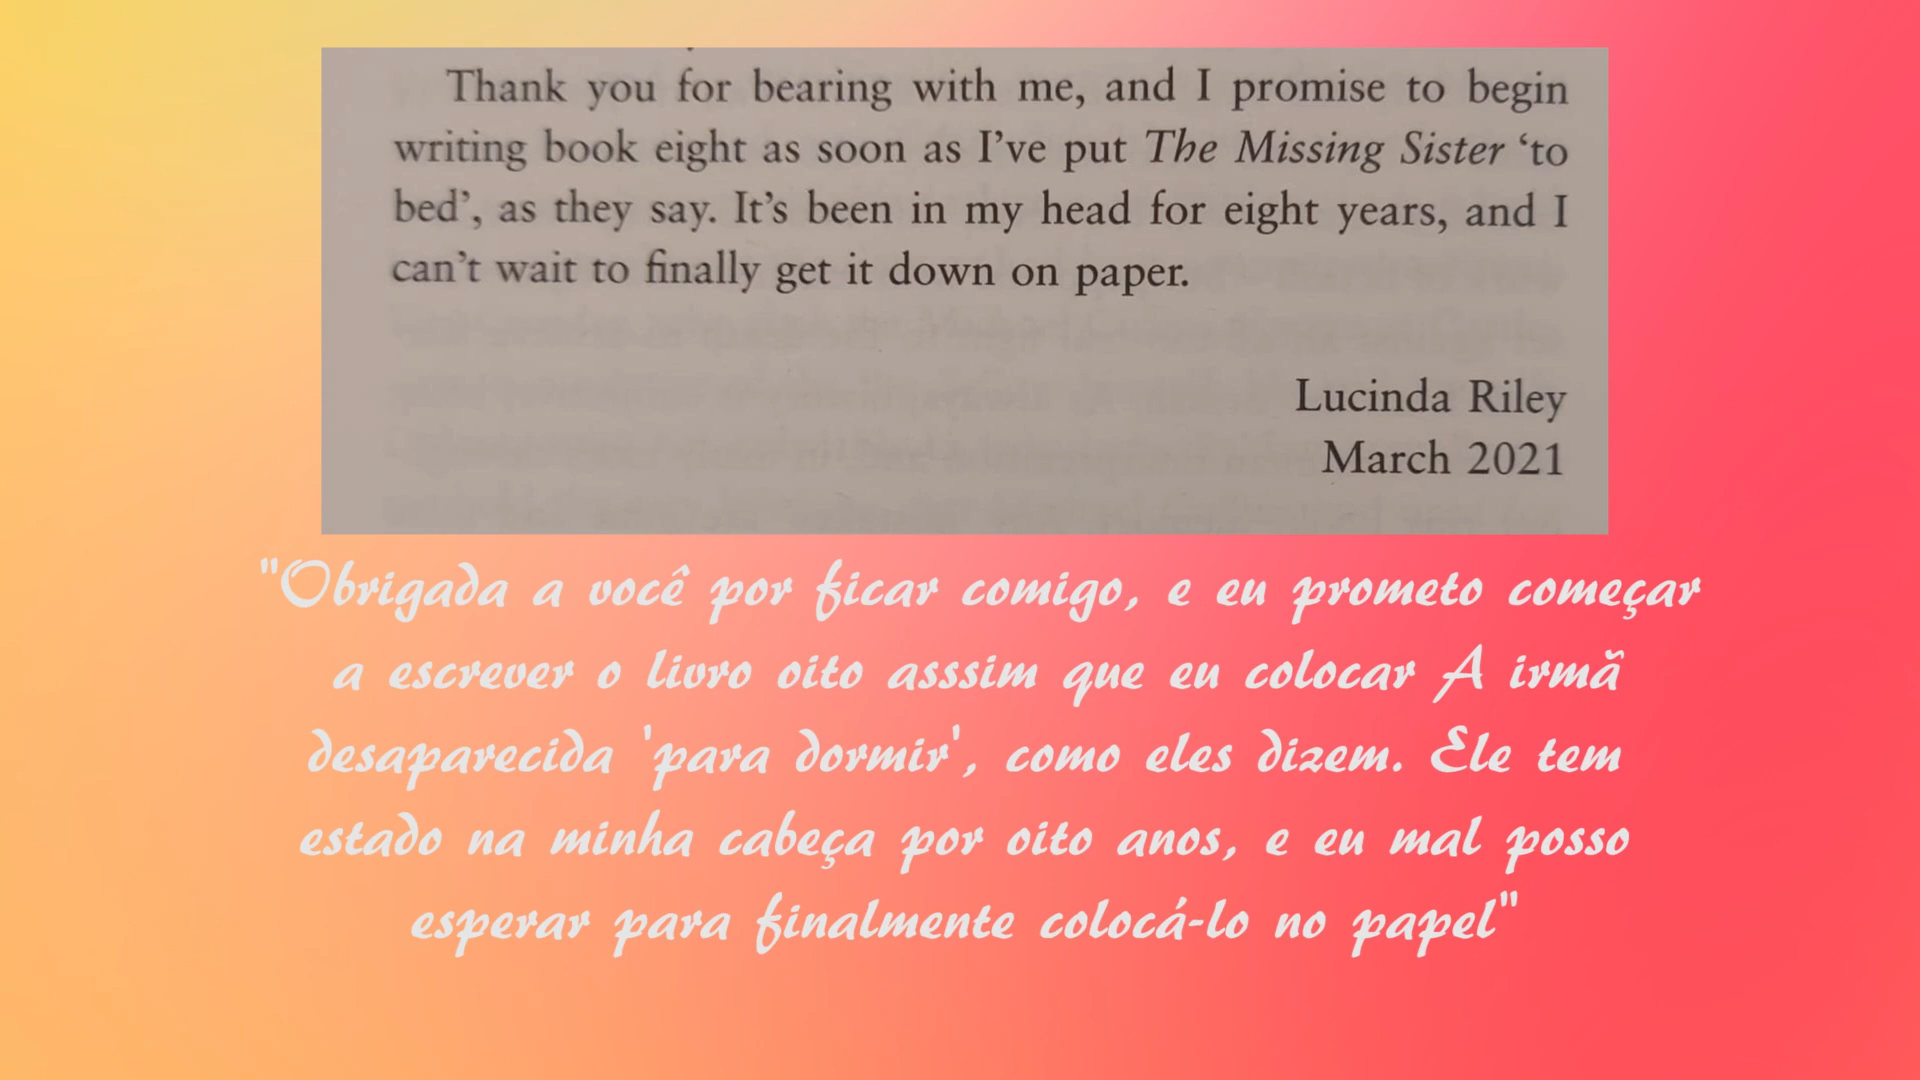 Thank you for bearing with me, and I promise to begin
writing book eight as soon as I've put The Missing Sister ‘to
bed’, as they say. It's been in my head for eight years, and I
can't wait to finally get it down on paper.
Lucinda Riley
March 2021
"Obrigada a você por ficar comigo, e eu prometo começar
a escrever o livro oito asssim que eu colocar A irmã
desaparecida 'para dormir', como eles dizem. Ele tem
estado na minha cabeça por oito anos, e eu mal posso
esperar para finalmente colocá-lo no papel"